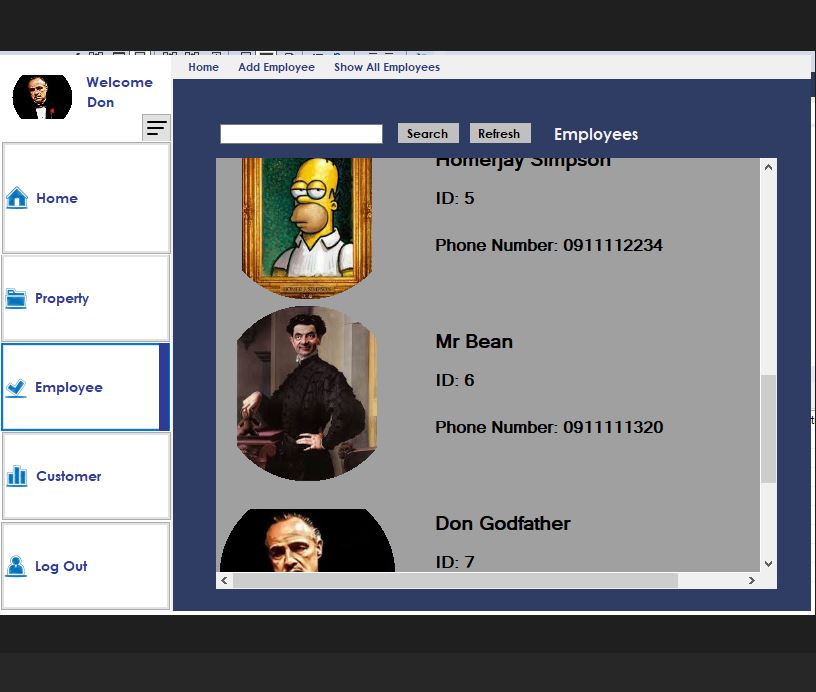 Home Add Employee Show All Employees
Welcome
Don
Search Refresh Employees
Home
Property
Employee
Customer
Log Out
Homerjay Simpson
ID: 5
Phone Number: 0911112234
Mr Bean
ID: 6
Phone Number: 0911111320
Don Godfather
ID: 7